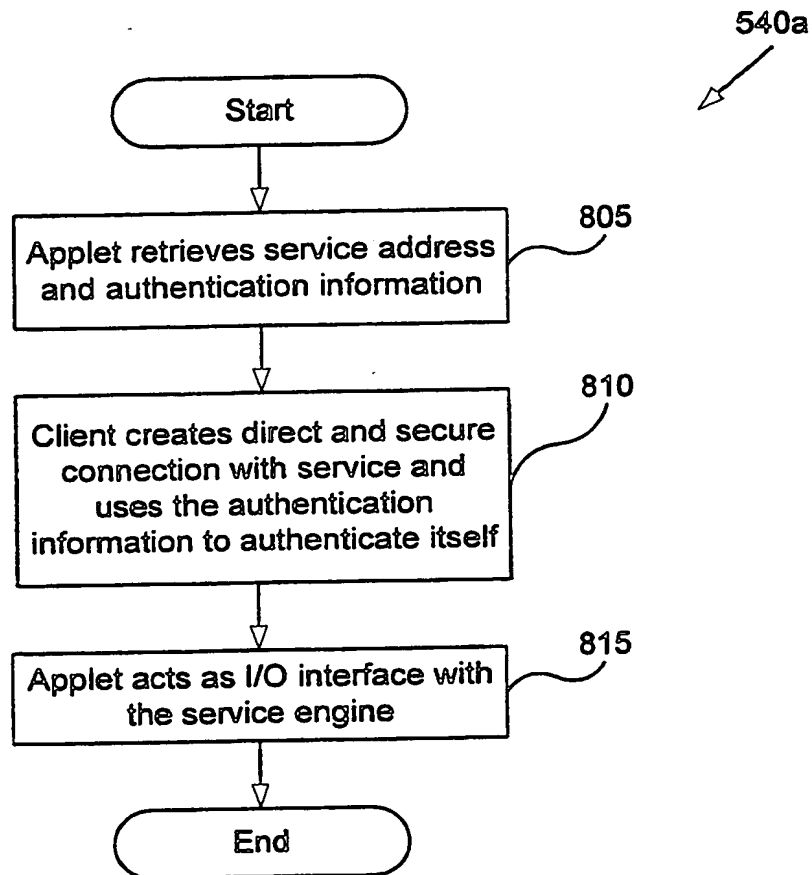 540a
Start
805
Applet retrieves service address
and authentication information
810
Client creates direct and secure
connection with service and
uses the authentication
information to authenticate itself
815
Applet acts as I/O interface with
the service engine
End